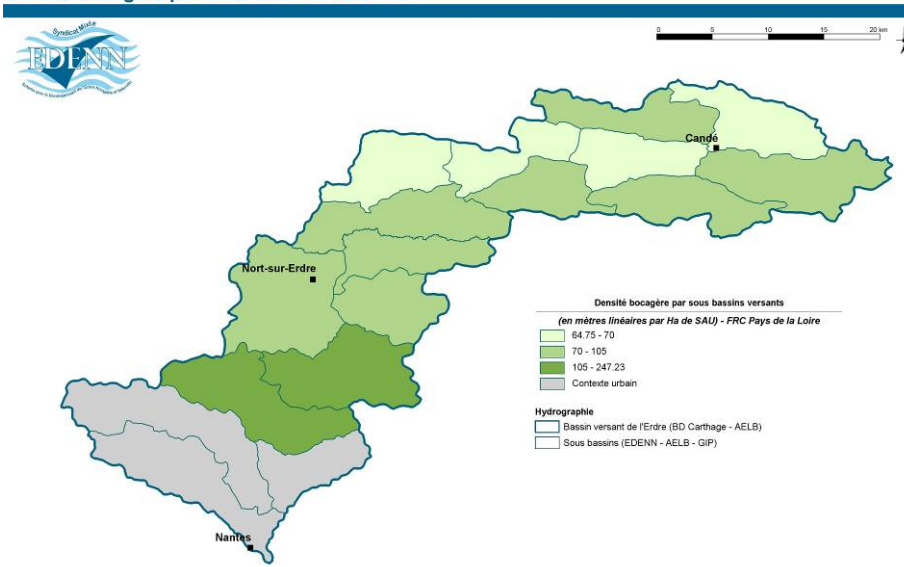 Syndicat Mixte
EDENN
0 5 10 15 20 km
Candé
Nort-sur-Erdre
Nantes
Densité bocagère par sous bassins versants
(en mètres linéaires par Ha de SAU) - FRC Pays de la Loire
64.75 - 70
70 - 105
105 - 247.23
Contexte urbain
Hydrographie
Bassin versant de l'Erdre (BD Carthage - AELB)
Sous bassins (EDENN - AELB - GIP)